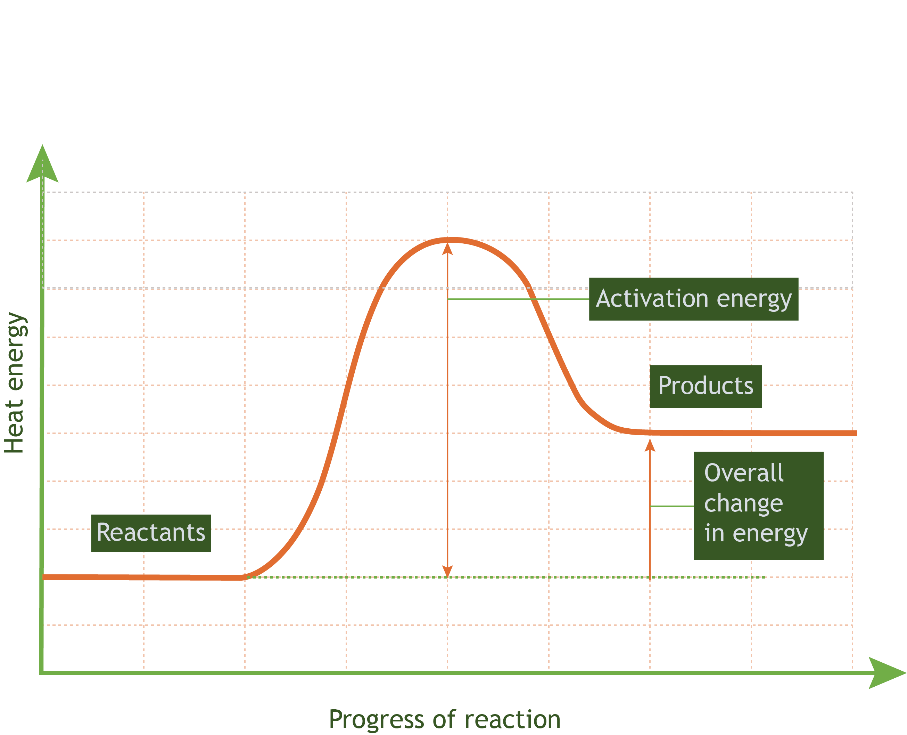 Heat energy
Activation energy
Products
Overall
change
in energy
Reactants
Progress of reaction